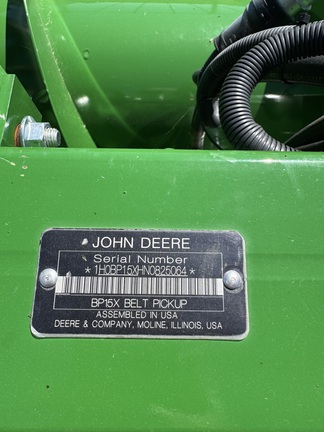 JOHN DEERE
Serial Number
*1H0BP15XHN0825064*
BP15X BELT PICKUP
ASSEMBLED IN USA
DEERE & COMPANY, MOLINE, ILLINOIS, USA